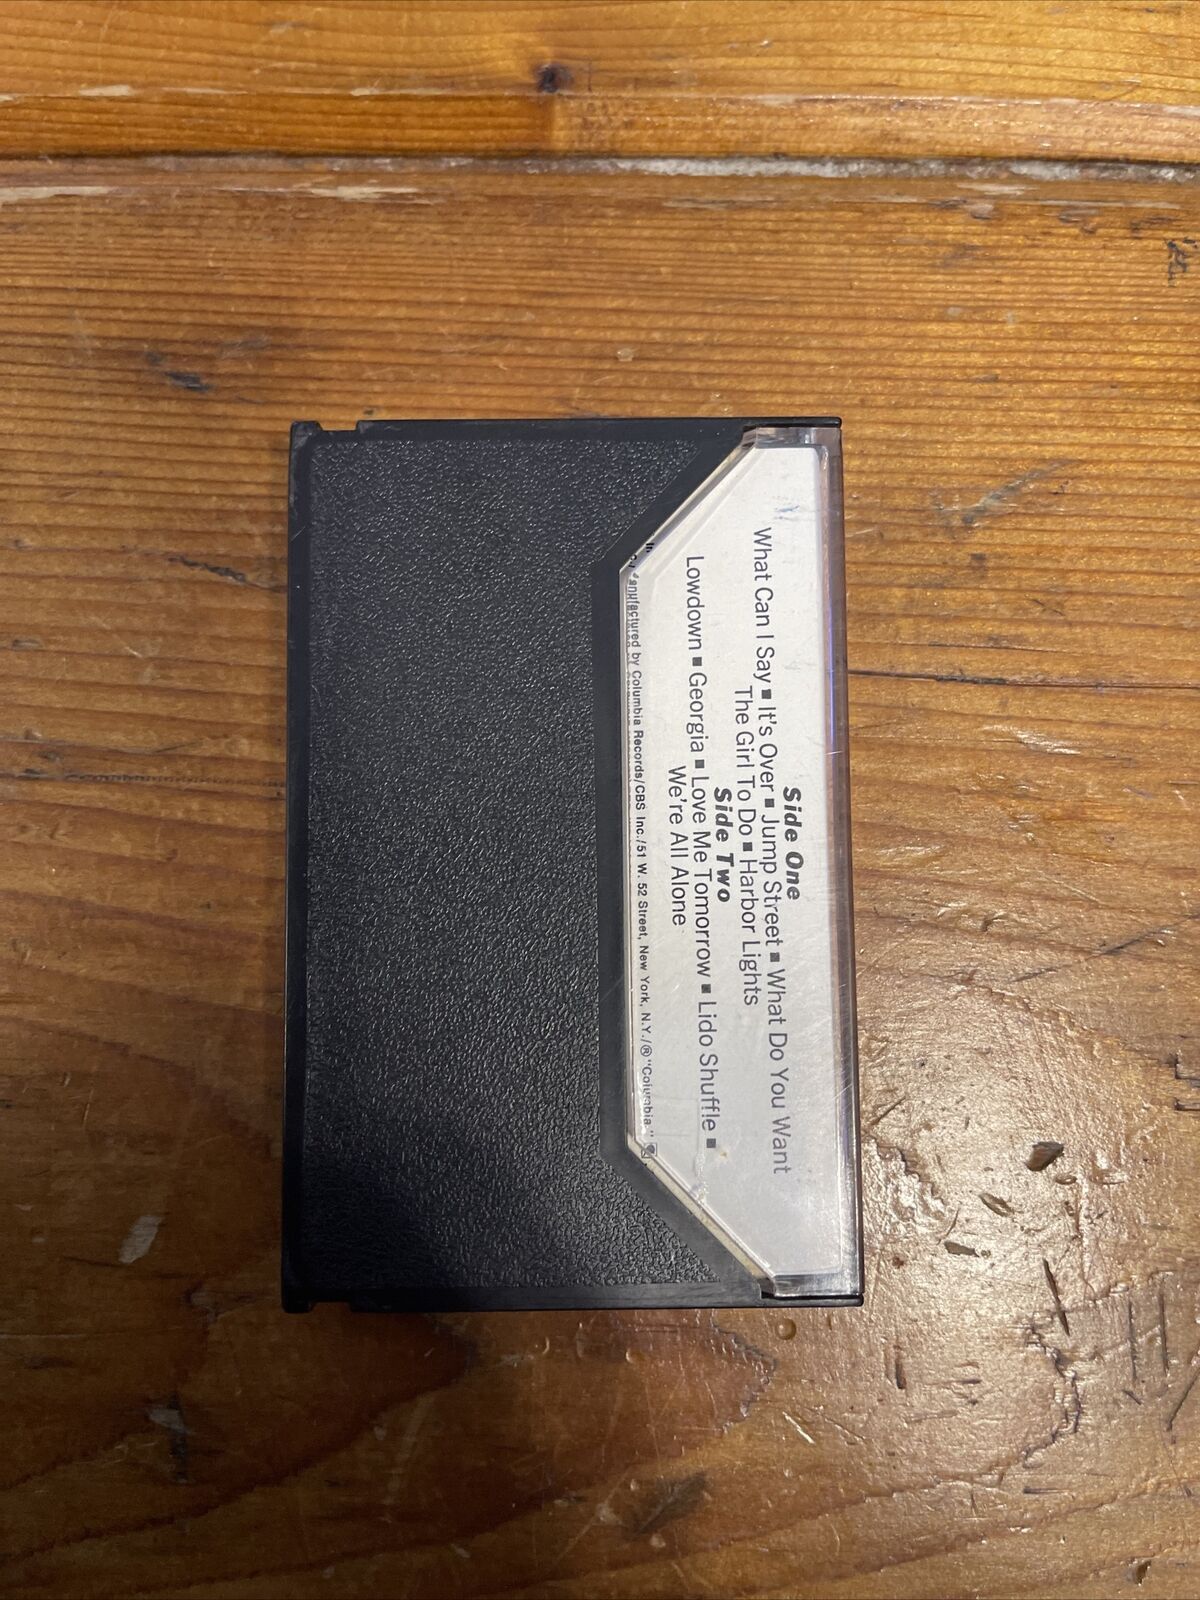 Side One
What Can I Say ▪ It's Over ▪ Jump Street ▪ What Do You Want
The Girl To Do ▪ Harbor Lights
Side Two
Lowdown ▪ Georgia ▪ Love Me Tomorrow ▪ Lido Shuffle ▪
We're All Alone
Manufactured by Columbia Records/CBS Inc./51 W. 52 Street, New York, N.Y./® "Columbia,"